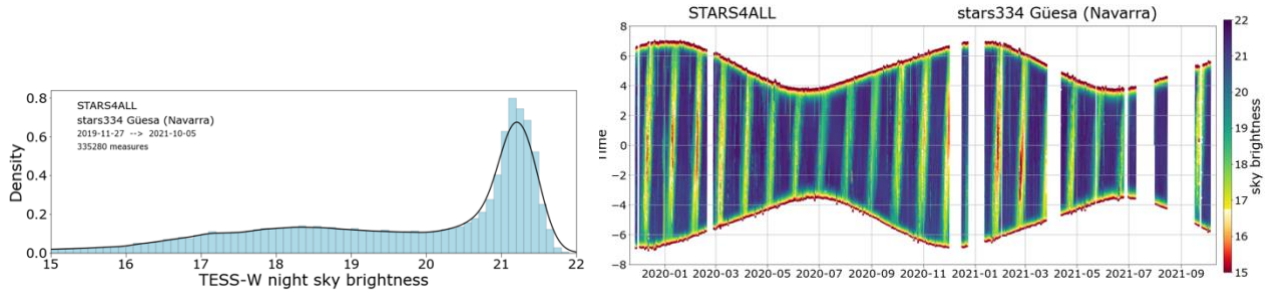 STARS4ALL
stars334 Güesa (Navarra)
2019-11-27 --> 2021-10-05
335280 measures
Density
0.8
0.6
0.4
0.2
0.0
15 16 17 18 19 20 21 22
TESS-W night sky brightness
STARS4ALL stars334 Güesa (Navarra)
Time
8
6
4
2
0
−2
−4
−6
−8
2020-01 2020-03 2020-05 2020-07 2020-09 2020-11 2021-01 2021-03 2021-05 2021-07 2021-09
22
21
20
19
18
17
16
15
sky brightness